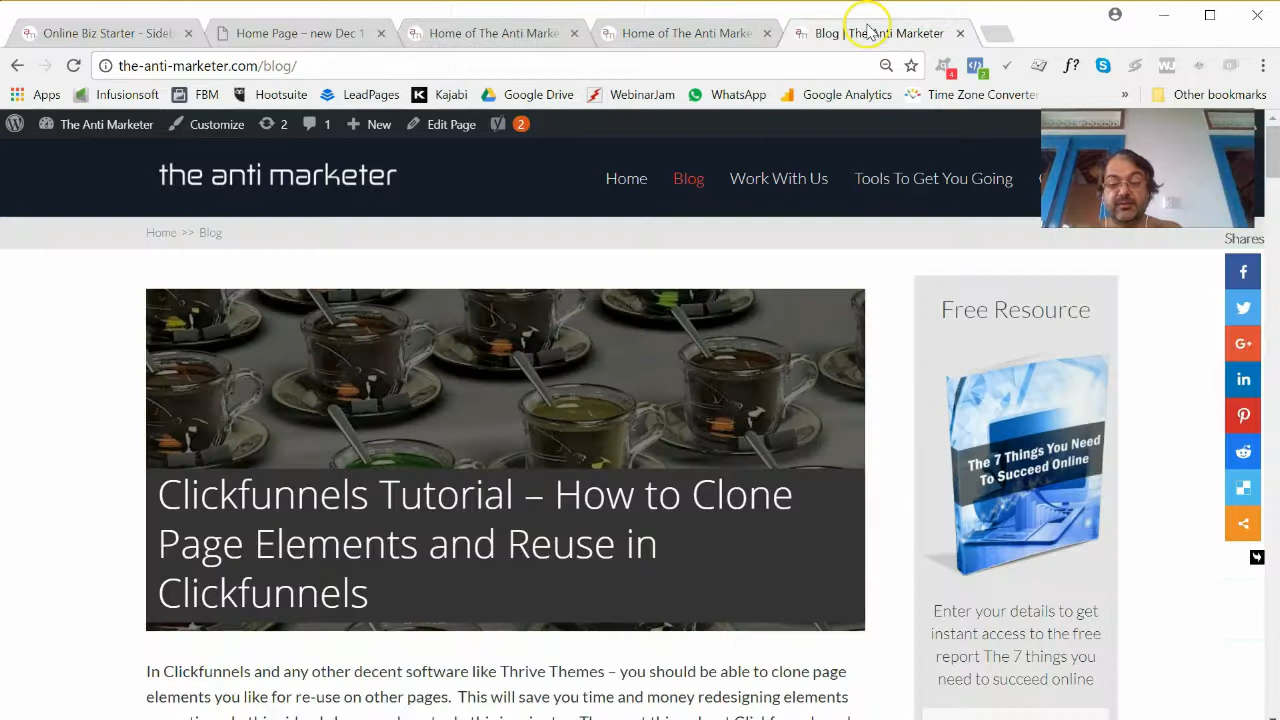 Online Biz Starter - Sideb
Home Page – new Dec 1
Home of The Anti Marke
Home of The Anti Marke
Blog | The Anti Marketer
the-anti-marketer.com/blog/
4
2
f?
WJ
Apps
Infusionsoft
FBM
Hootsuite
LeadPages
Kajabi
Google Drive
WebinarJam
WhatsApp
Google Analytics
Time Zone Converter
»
Other bookmarks
The Anti Marketer
Customize
2
1
New
Edit Page
2
the anti marketer
Home
Blog
Work With Us
Tools To Get You Going
Home >> Blog
Shares
Clickfunnels Tutorial – How to Clone
Page Elements and Reuse in
Clickfunnels
In Clickfunnels and any other decent software like Thrive Themes – you should be able to clone page
elements you like for re-use on other pages. This will save you time and money redesigning elements
Free Resource
The 7 Things You Need
To Succeed Online
Enter your details to get
instant access to the free
report The 7 things you
need to succeed online